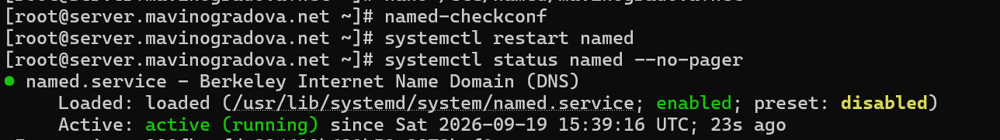 [root@server.mavinogradova.net ~]# named-checkconf
[root@server.mavinogradova.net ~]# systemctl restart named
[root@server.mavinogradova.net ~]# systemctl status named --no-pager
● named.service - Berkeley Internet Name Domain (DNS)
Loaded: loaded (/usr/lib/systemd/system/named.service; enabled; preset: disabled)
Active: active (running) since Sat 2026-09-19 15:39:16 UTC; 23s ago